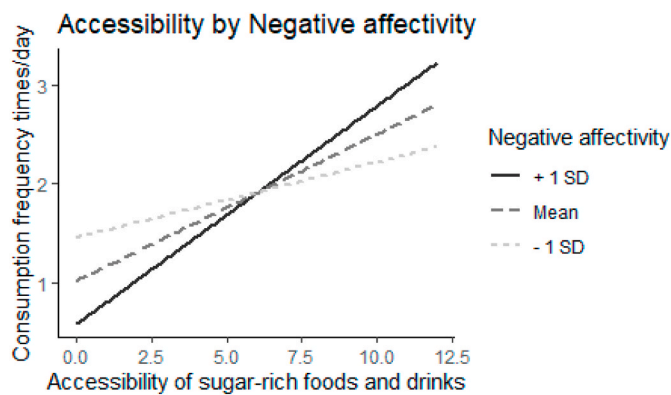 Accessibility by Negative affectivity
Consumption frequency times/day
3
2
1
0.0 2.5 5.0 7.5 10.0 12.5
Accessibility of sugar-rich foods and drinks
Negative affectivity
+ 1 SD
Mean
- 1 SD